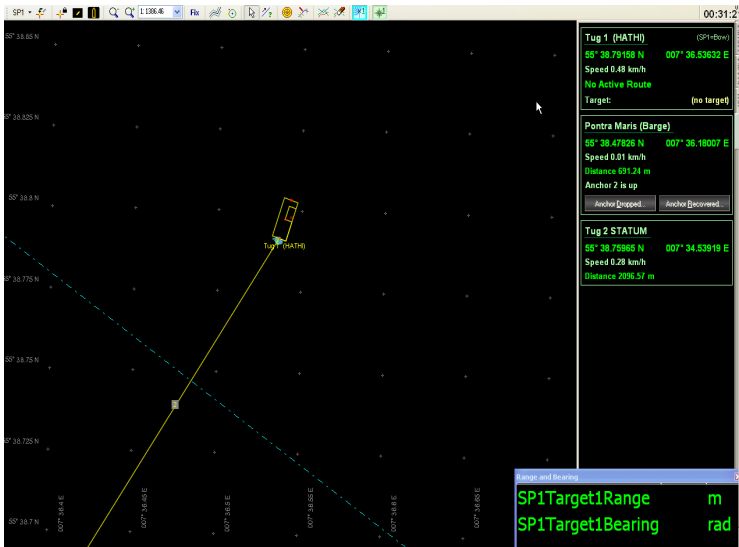 SP1
1:1386.46
Fix
00:31:2
Tug 1 (HATHI) (SP1=Bow)
55° 38.79158 N 007° 36.53632 E
Speed 0.48 km/h
No Active Route
Target: (no target)
Pontra Maris (Barge)
55° 38.47826 N 007° 36.18007 E
Speed 0.01 km/h
Distance 691.24 m
Anchor 2 is up
Anchor Dropped... Anchor Recovered...
Tug 2 STATUM
55° 38.75965 N 007° 34.53919 E
Speed 0.28 km/h
Distance 2096.57 m
55° 38.85 N
55° 38.825 N
55° 38.8 N
Tug 1 (HATHI)
55° 38.775 N
55° 38.75 N
55° 38.725 N
55° 38.7 N
007° 36.4 E
007° 36.45 E
007° 36.5 E
007° 36.55 E
007° 36.6 E
007° 36.65 E
Range and Bearing
SP1Target1Range m
SP1Target1Bearing rad